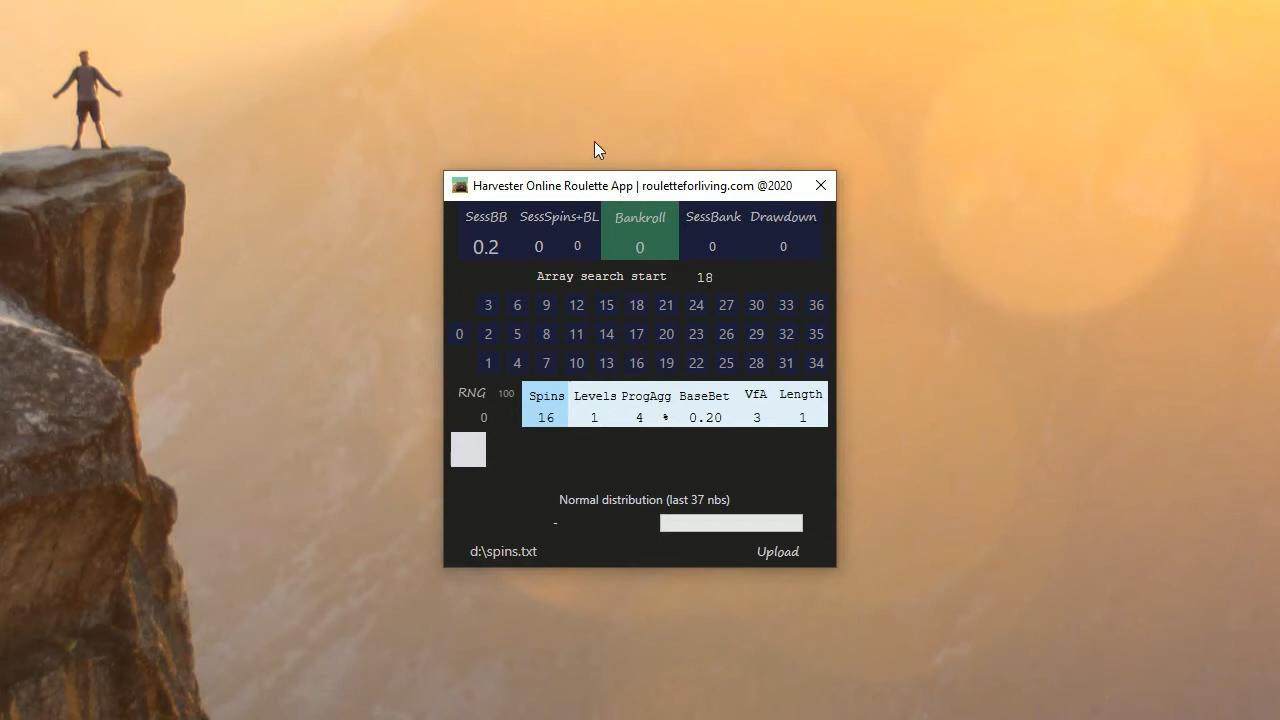 Harvester Online Roulette App | rouletteforliving.com @2020
SessBB SessSpins+BL Bankroll SessBank Drawdown
0.2 0 0 0 0 0
Array search start 18
3 6 9 12 15 18 21 24 27 30 33 36
0 2 5 8 11 14 17 20 23 26 29 32 35
1 4 7 10 13 16 19 22 25 28 31 34
RNG 100 Spins Levels ProgAgg BaseBet VfA Length
0 16 1 4 % 0.20 3 1
Normal distribution (last 37 nbs)
-
d:\spins.txt Upload